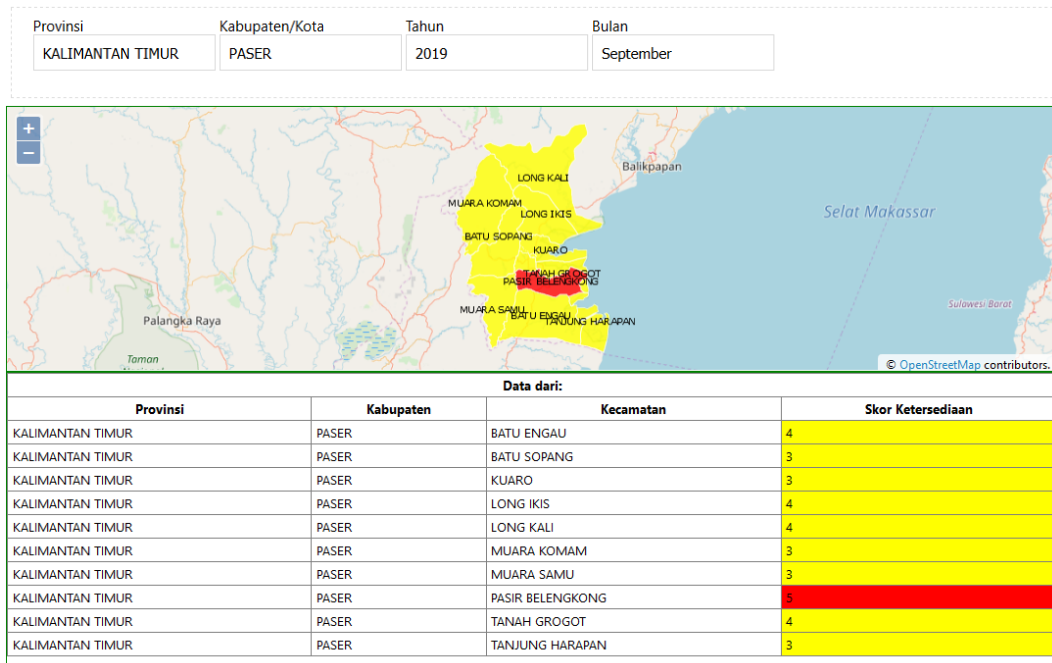 Provinsi Kabupaten/Kota Tahun Bulan
KALIMANTAN TIMUR PASER 2019 September
+
−
Balikpapan
LONG KALI
MUARA KOMAM
LONG IKIS
Selat Makassar
BATU SOPANG
KUARO
TANAH GROGOT
PASIR BELENGKONG
Sulawesi Barat
MUARA SAMU
BATU ENGAU
TANJUNG HARAPAN
Palangka Raya
Taman
© OpenStreetMap contributors.
Data dari:
Provinsi Kabupaten Kecamatan Skor Ketersediaan
KALIMANTAN TIMUR PASER BATU ENGAU 4
KALIMANTAN TIMUR PASER BATU SOPANG 3
KALIMANTAN TIMUR PASER KUARO 3
KALIMANTAN TIMUR PASER LONG IKIS 4
KALIMANTAN TIMUR PASER LONG KALI 4
KALIMANTAN TIMUR PASER MUARA KOMAM 3
KALIMANTAN TIMUR PASER MUARA SAMU 3
KALIMANTAN TIMUR PASER PASIR BELENGKONG 5
KALIMANTAN TIMUR PASER TANAH GROGOT 4
KALIMANTAN TIMUR PASER TANJUNG HARAPAN 3